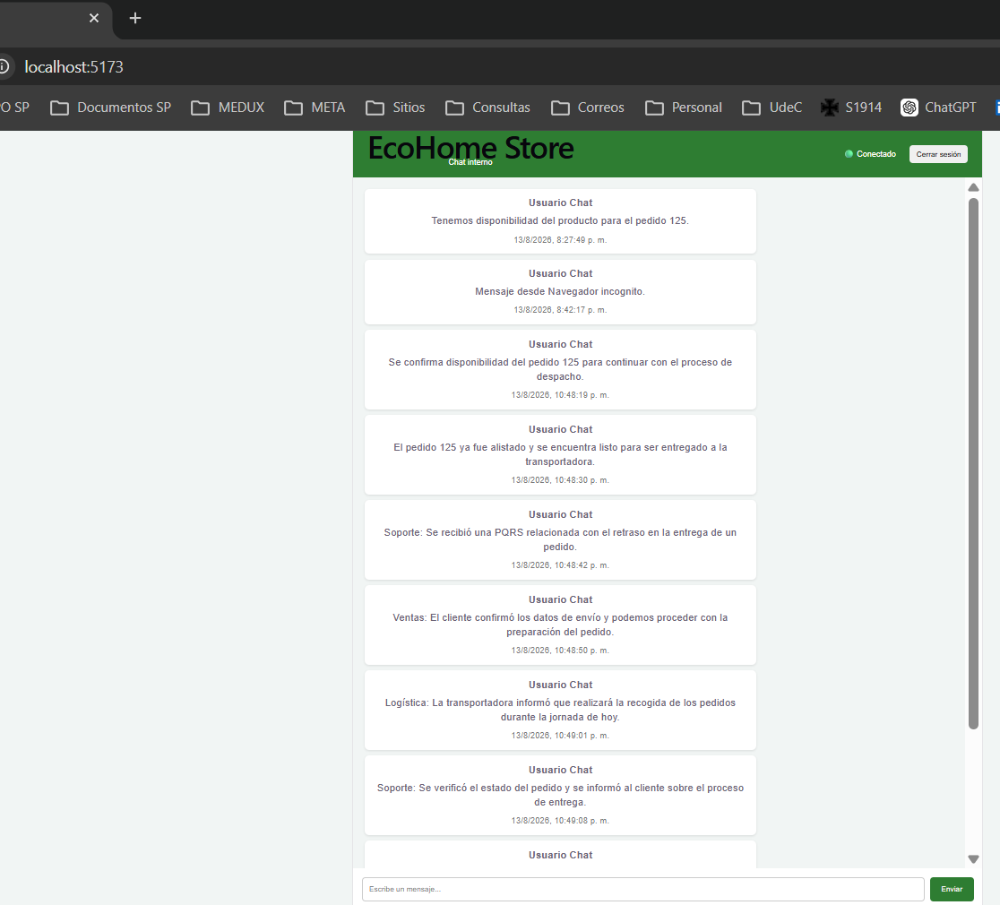 localhost:5173
O SP
Documentos SP
MEDUX
META
Sitios
Consultas
Correos
Personal
UdeC
S1914
ChatGPT
EcoHome Store
Chat interno
Conectado
Cerrar sesión
Usuario Chat
Tenemos disponibilidad del producto para el pedido 125.
13/8/2026, 8:27:49 p. m.
Usuario Chat
Mensaje desde Navegador incognito.
13/8/2026, 8:42:17 p. m.
Usuario Chat
Se confirma disponibilidad del pedido 125 para continuar con el proceso de
despacho.
13/8/2026, 10:48:19 p. m.
Usuario Chat
El pedido 125 ya fue alistado y se encuentra listo para ser entregado a la
transportadora.
13/8/2026, 10:48:30 p. m.
Usuario Chat
Soporte: Se recibió una PQRS relacionada con el retraso en la entrega de un
pedido.
13/8/2026, 10:48:42 p. m.
Usuario Chat
Ventas: El cliente confirmó los datos de envío y podemos proceder con la
preparación del pedido.
13/8/2026, 10:48:50 p. m.
Usuario Chat
Logística: La transportadora informó que realizará la recogida de los pedidos
durante la jornada de hoy.
13/8/2026, 10:49:01 p. m.
Usuario Chat
Soporte: Se verificó el estado del pedido y se informó al cliente sobre el proceso
de entrega.
13/8/2026, 10:49:08 p. m.
Usuario Chat
Escribe un mensaje...
Enviar